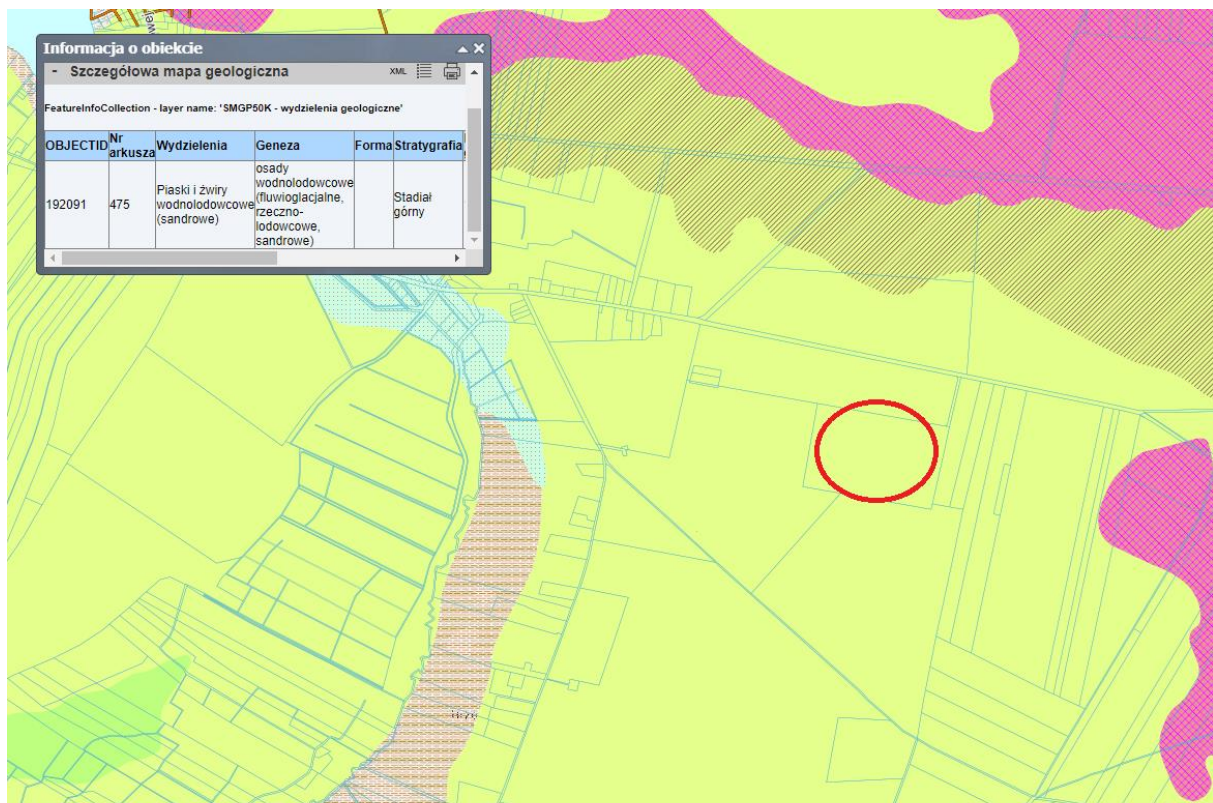 wej
Informacja o obiekcie
- Szczegółowa mapa geologiczna XML
FeatureInfoCollection - layer name: 'SMGP50K - wydzielenia geologiczne'
OBJECTID Nr arkusza Wydzielenia Geneza Forma Stratygrafia
192091 475 Piaski i żwiry wodnolodowcowe (sandrowe) osady wodnolodowcowe (fluwioglacjalne, rzeczno-lodowcowe, sandrowe) Stadiał górny